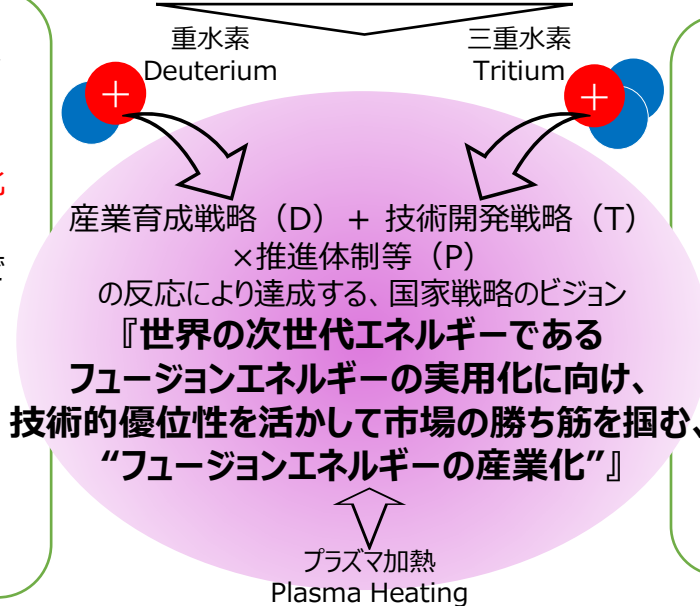 重水素
Deuterium
三重水素
Tritium
+
+
産業育成戦略（D）+ 技術開発戦略（T）
×推進体制等（P）
の反応により達成する、国家戦略のビジョン
『世界の次世代エネルギーである
フュージョンエネルギーの実用化に向け、
技術的優位性を活かして市場の勝ち筋を掴む、
“フュージョンエネルギーの産業化”』
プラズマ加熱
Plasma Heating